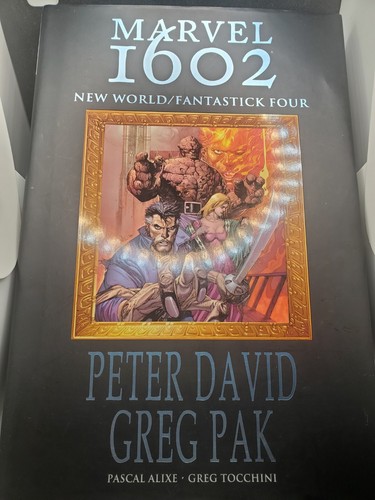 MARVEL
1602
NEW WORLD/FANTASTICK FOUR
PETER DAVID
GREG PAK
PASCAL ALIXE · GREG TOCCHINI